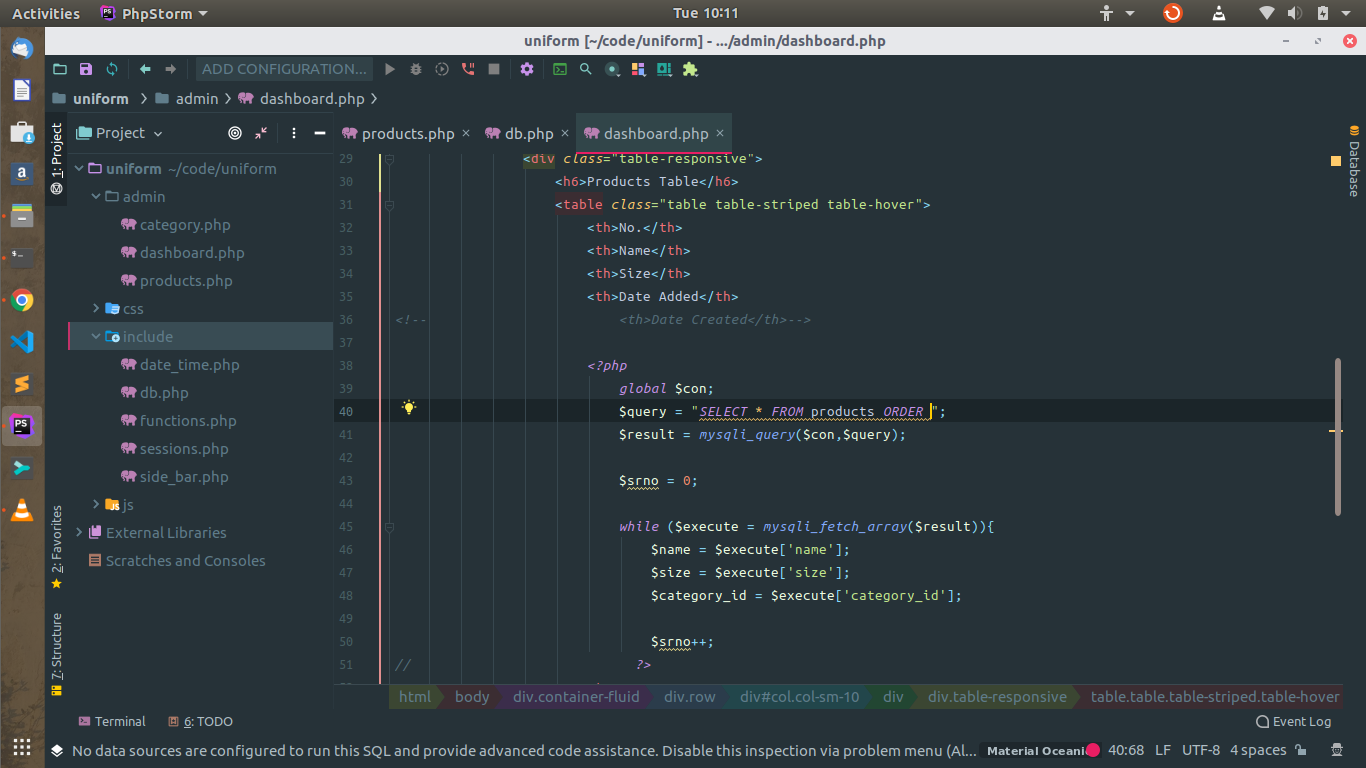 Activities PhpStorm Tue 10:11
uniform [~/code/uniform] - .../admin/dashboard.php
ADD CONFIGURATION...
uniform admin dashboard.php
1: Project
2: Favorites
7: Structure
Project
uniform ~/code/uniform
admin
category.php
dashboard.php
products.php
css
include
date_time.php
db.php
functions.php
sessions.php
side_bar.php
js
External Libraries
Scratches and Consoles
products.php × db.php × dashboard.php ×
29 <div class="table-responsive">
30 <h6>Products Table</h6>
31 <table class="table table-striped table-hover">
32 <th>No.</th>
33 <th>Name</th>
34 <th>Size</th>
35 <th>Date Added</th>
36 <!-- <th>Date Created</th>-->
37
38 <?php
39 global $con;
40 $query = "SELECT * FROM products ORDER ";
41 $result = mysqli_query($con,$query);
42
43 $srno = 0;
44
45 while ($execute = mysqli_fetch_array($result)){
46 $name = $execute['name'];
47 $size = $execute['size'];
48 $category_id = $execute['category_id'];
49
50 $srno++;
51 // ?>
Database
html body div.container-fluid div.row div#col.col-sm-10 div div.table-responsive table.table.table-striped.table-hover
Terminal 6: TODO Event Log
No data sources are configured to run this SQL and provide advanced code assistance. Disable this inspection via problem menu (Al... Material Oceanic 40:68 LF UTF-8 4 spaces